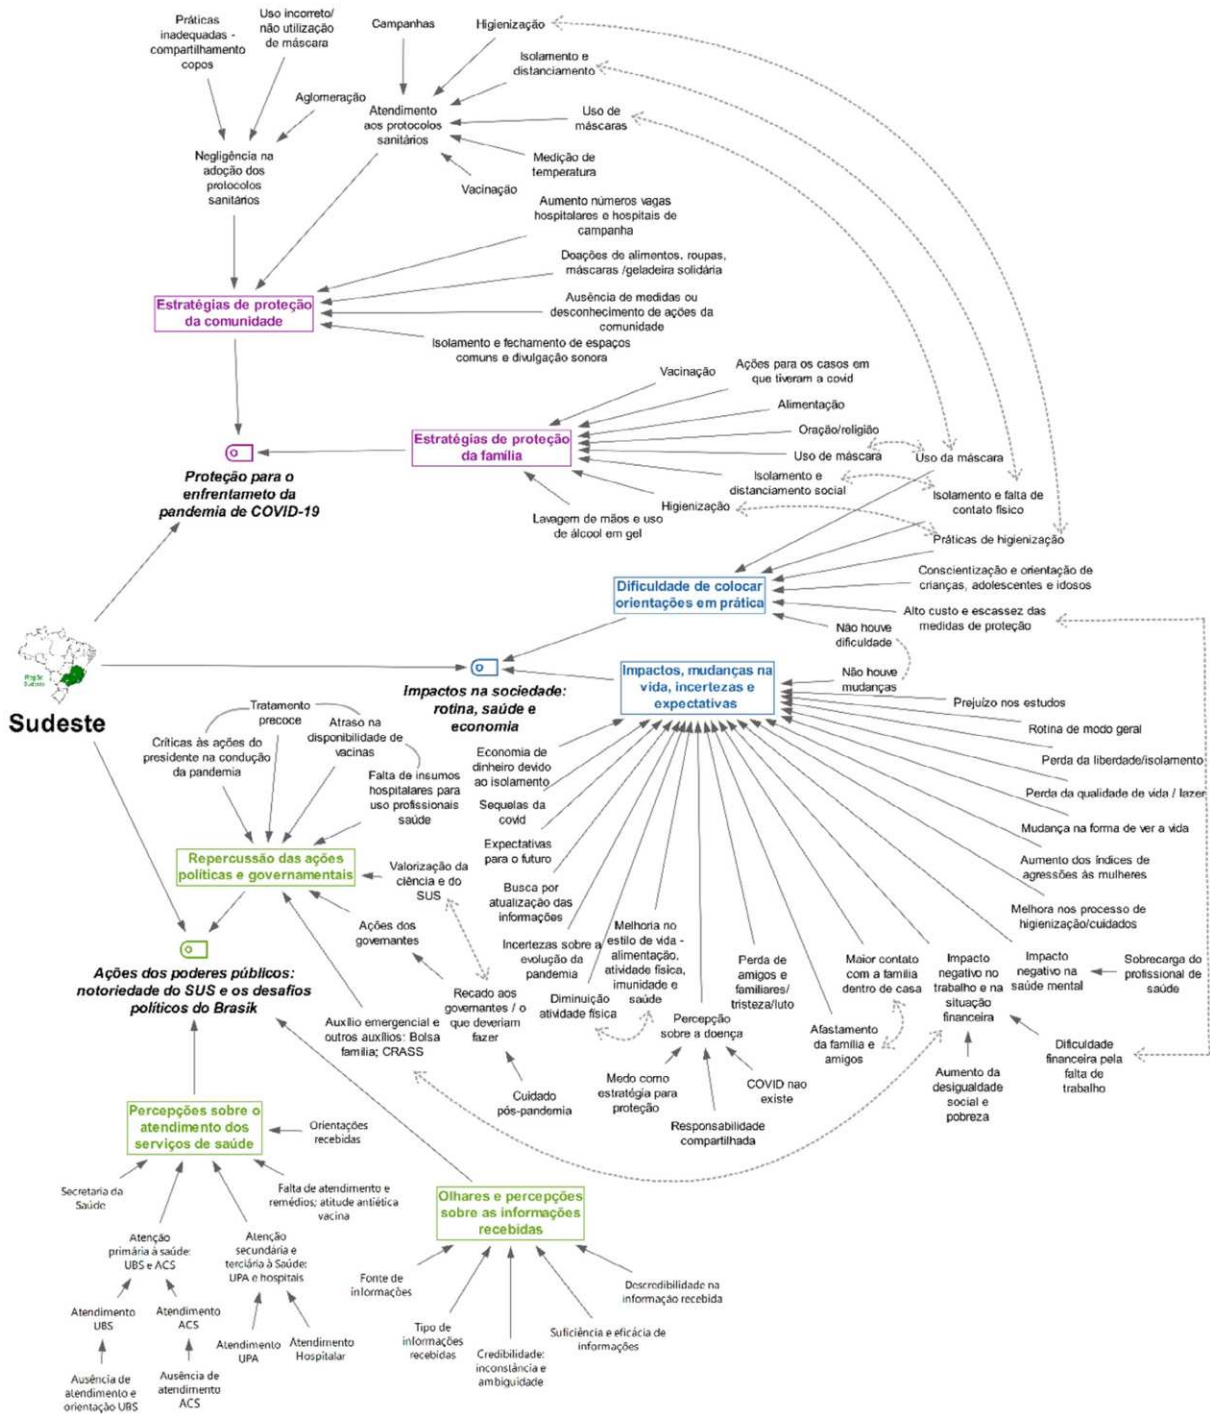 Práticas
inadequadas -
compartilhamento
copos
Uso incorreto/
não utilização
de máscara
Campanhas
Higienização
Isolamento e
distanciamento
Aglomeração
Atendimento
aos protocolos
sanitários
Uso de
máscaras
Negligência na
adoção dos
protocolos
sanitários
Medição de
temperatura
Vacinação
Aumento números vagas
hospitalares e hospitais de
campanha
Doações de alimentos, roupas,
máscaras /geladeira solidária
Estratégias de proteção
da comunidade
Ausência de medidas ou
desconhecimento de ações da
comunidade
Isolamento e fechamento de espaços
comuns e divulgação sonora
Vacinação
Ações para os casos em
que tiveram a covid
Alimentação
Oração/religião
Estratégias de proteção
da família
Uso de máscara
Uso da máscara
Isolamento e
distanciamento social
Isolamento e falta de
contato físico
Higienização
Lavagem de mãos e uso
de álcool em gel
Práticas de higienização
Proteção para o
enfrentameto da
pandemia de COVID-19
Conscientização e orientação de
crianças, adolescentes e idosos
Dificuldade de colocar
orientações em prática
Alto custo e escassez das
medidas de proteção
Não houve
dificuldade
Região
Sudeste
Sudeste
Impactos na sociedade:
rotina, saúde e
economia
Impactos, mudanças na
vida, incertezas e
expectativas
Não houve
mudanças
Prejuízo nos estudos
Rotina de modo geral
Perda da liberdade/isolamento
Perda da qualidade de vida / lazer
Mudança na forma de ver a vida
Aumento dos índices de
agressões às mulheres
Melhora nos processo de
higienização/cuidados
Tratamento
precoce
Críticas às ações do
presidente na condução
da pandemia
Atraso na
disponibilidade de
vacinas
Falta de insumos
hospitalares para
uso profissionais
saúde
Economia de
dinheiro devido
ao isolamento
Sequelas da
covid
Expectativas
para o futuro
Busca por
atualização das
informações
Incertezas sobre a
evolução da
pandemia
Diminuição
atividade física
Melhoria no
estilo de vida -
alimentação,
atividade física,
imunidade e
saúde
Percepção
sobre a doença
Medo como
estratégia para
proteção
Responsabilidade
compartilhada
COVID nao
existe
Perda de
amigos e
familiares/
tristeza/luto
Afastamento
da família e
amigos
Maior contato
com a família
dentro de casa
Impacto
negativo no
trabalho e na
situação
financeira
Aumento da
desigualdade
social e
pobreza
Dificuldade
financeira pela
falta de
trabalho
Impacto
negativo na
saúde mental
Sobrecarga do
profissional de
saúde
Repercussão das ações
políticas e governamentais
Valorização da
ciência e do
SUS
Ações dos
governantes
Recado aos
governantes / o
que deveriam
fazer
Cuidado
pós-pandemia
Auxílio emergencial e
outros auxílios: Bolsa
família; CRASS
Ações dos poderes públicos:
notoriedade do SUS e os desafios
políticos do Brasik
Percepções sobre o
atendimento dos
serviços de saúde
Orientações
recebidas
Secretaria da
Saúde
Falta de atendimento e
remédios; atitude antiética
vacina
Atenção
primária à saúde:
UBS e ACS
Atenção
secundária e
terciária à Saúde:
UPA e hospitais
Atendimento
UBS
Atendimento
ACS
Atendimento
UPA
Atendimento
Hospitalar
Ausência de
atendimento e
orientação UBS
Ausência de
atendimento
ACS
Olhares e percepções
sobre as informações
recebidas
Fonte de
informações
Tipo de
informações
recebidas
Credibilidade:
inconstância e
ambiguidade
Suficiência e eficácia de
informações
Descredibilidade na
informação recebida